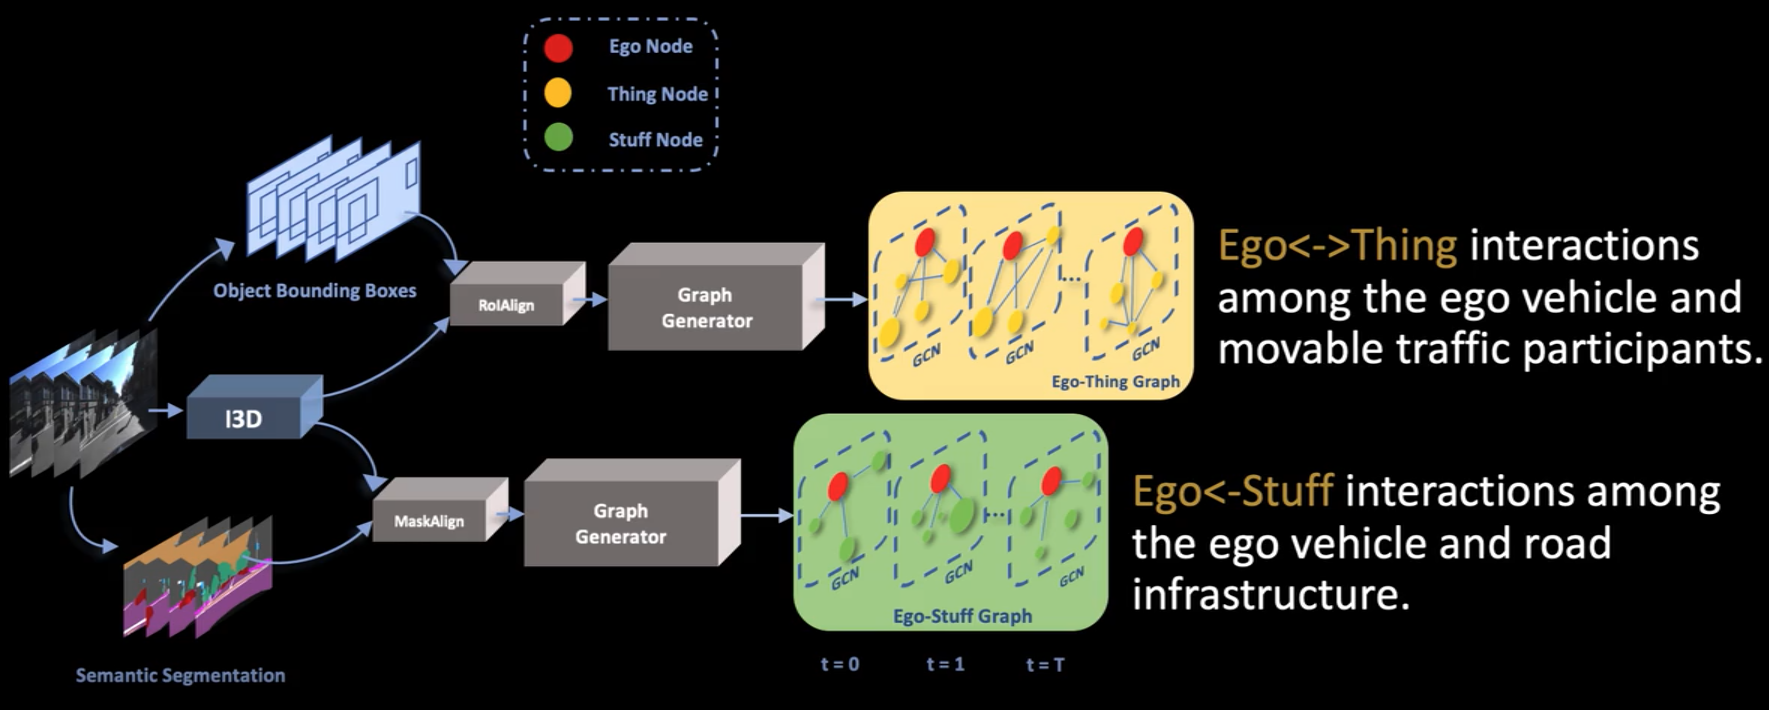 Ego Node
Thing Node
Stuff Node
Object Bounding Boxes
RoIAlign
Graph
Generator
GCN
GCN
...
GCN
Ego-Thing Graph
Ego<->Thing interactions
among the ego vehicle and
movable traffic participants.
I3D
MaskAlign
Graph
Generator
GCN
GCN
...
GCN
Ego-Stuff Graph
Ego<-Stuff interactions among
the ego vehicle and road
infrastructure.
Semantic Segmentation
t = 0
t = 1
t = T